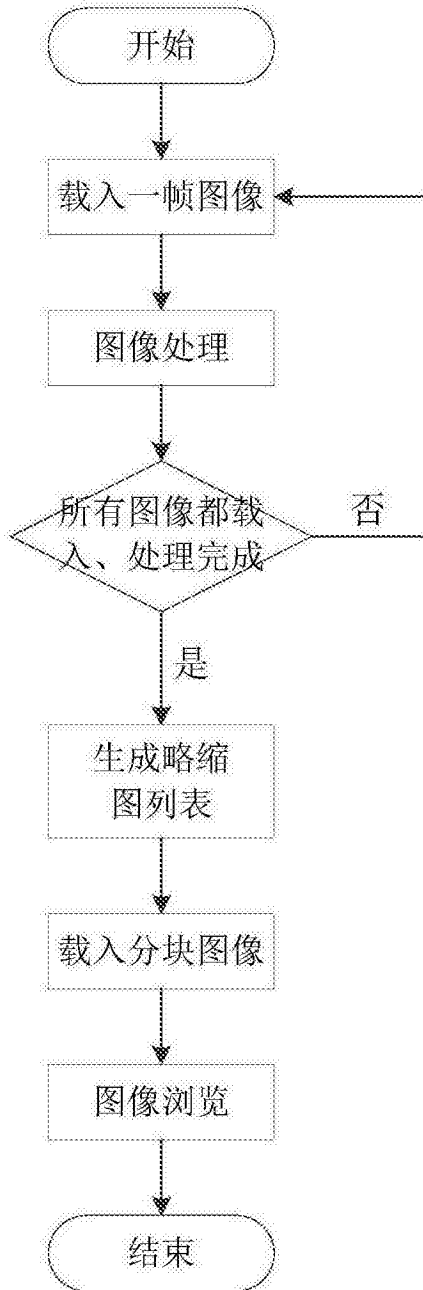 开始
载入一帧图像
图像处理
所有图像都载
入、处理完成
否
是
生成略缩
图列表
载入分块图像
图像浏览
结束